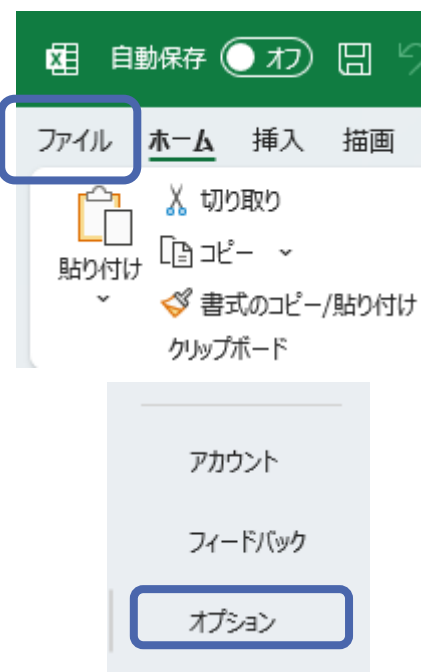 自動保存 オフ
ファイル ホーム 挿入 描画
切り取り
コピー
貼り付け
書式のコピー/貼り付け
クリップボード
アカウント
フィードバック
オプション